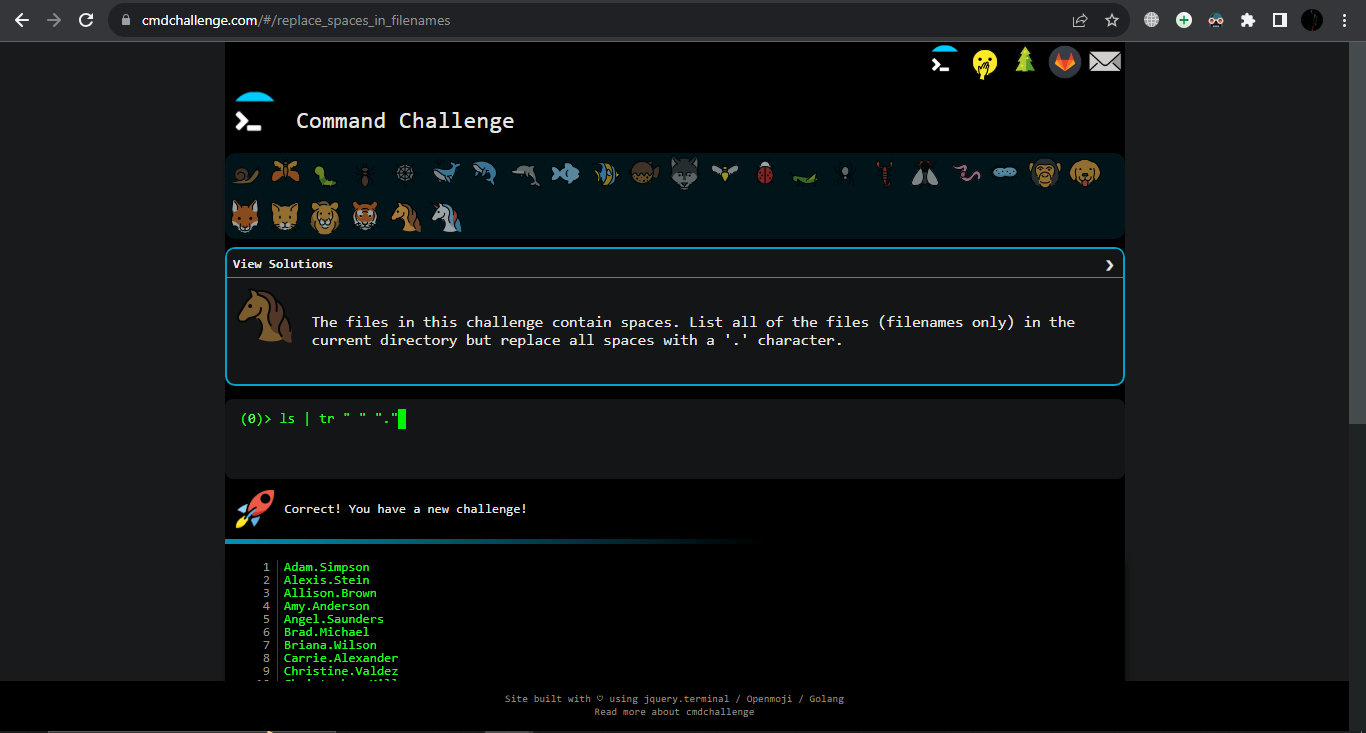 cmdchallenge.com/#/replace_spaces_in_filenames
Command Challenge
View Solutions
The files in this challenge contain spaces. List all of the files (filenames only) in the
current directory but replace all spaces with a '.' character.
(0)> ls | tr " " "."
Correct! You have a new challenge!
1 Adam.Simpson
2 Alexis.Stein
3 Allison.Brown
4 Amy.Anderson
5 Angel.Saunders
6 Brad.Michael
7 Briana.Wilson
8 Carrie.Alexander
9 Christine.Valdez
Site built with ♡ using jquery.terminal / Openmoji / Golang
Read more about cmdchallenge